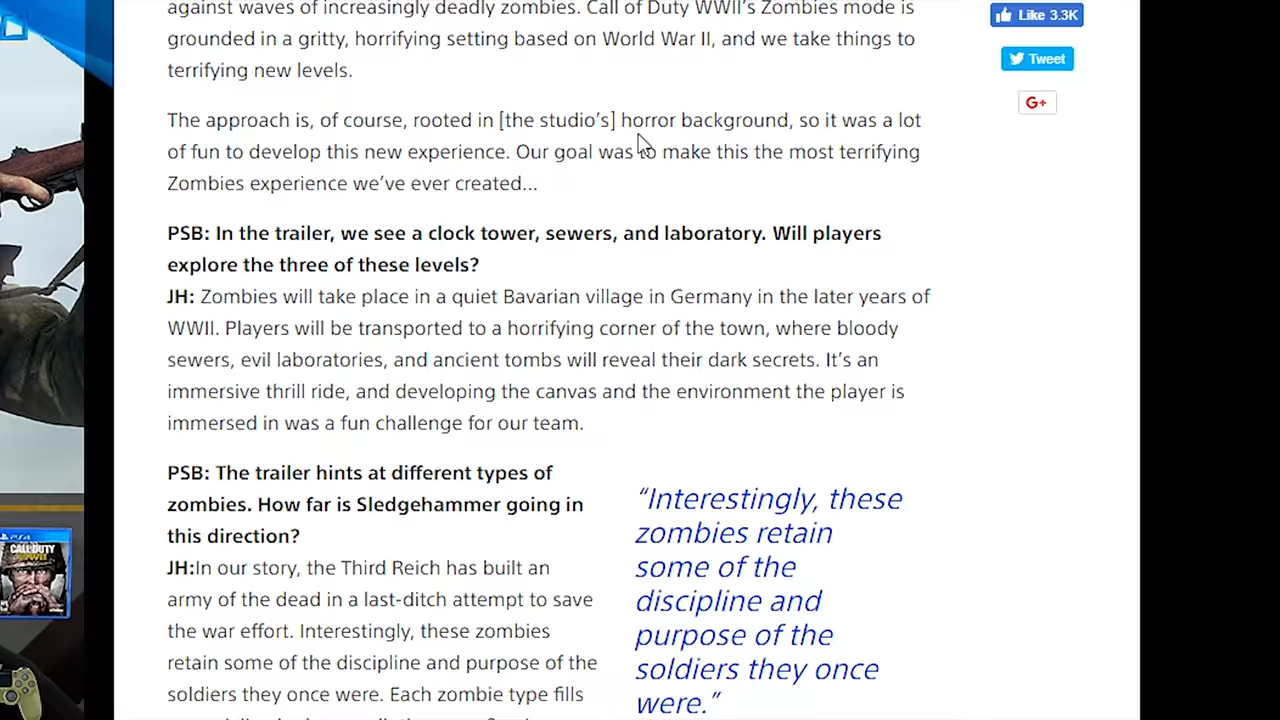 against waves of increasingly deadly zombies. Call of Duty WWII's Zombies mode is
grounded in a gritty, horrifying setting based on World War II, and we take things to
terrifying new levels.
The approach is, of course, rooted in [the studio's] horror background, so it was a lot
of fun to develop this new experience. Our goal was to make this the most terrifying
Zombies experience we've ever created...
PSB: In the trailer, we see a clock tower, sewers, and laboratory. Will players
explore the three of these levels?
JH: Zombies will take place in a quiet Bavarian village in Germany in the later years of
WWII. Players will be transported to a horrifying corner of the town, where bloody
sewers, evil laboratories, and ancient tombs will reveal their dark secrets. It's an
immersive thrill ride, and developing the canvas and the environment the player is
immersed in was a fun challenge for our team.
PSB: The trailer hints at different types of
zombies. How far is Sledgehammer going in
this direction?
JH:In our story, the Third Reich has built an
army of the dead in a last-ditch attempt to save
the war effort. Interestingly, these zombies
retain some of the discipline and purpose of the
soldiers they once were. Each zombie type fills
"Interestingly, these
zombies retain
some of the
discipline and
purpose of the
soldiers they once
were."
Like 3.3K
Tweet
G+
PS4
CALL OF DUTY
WWII